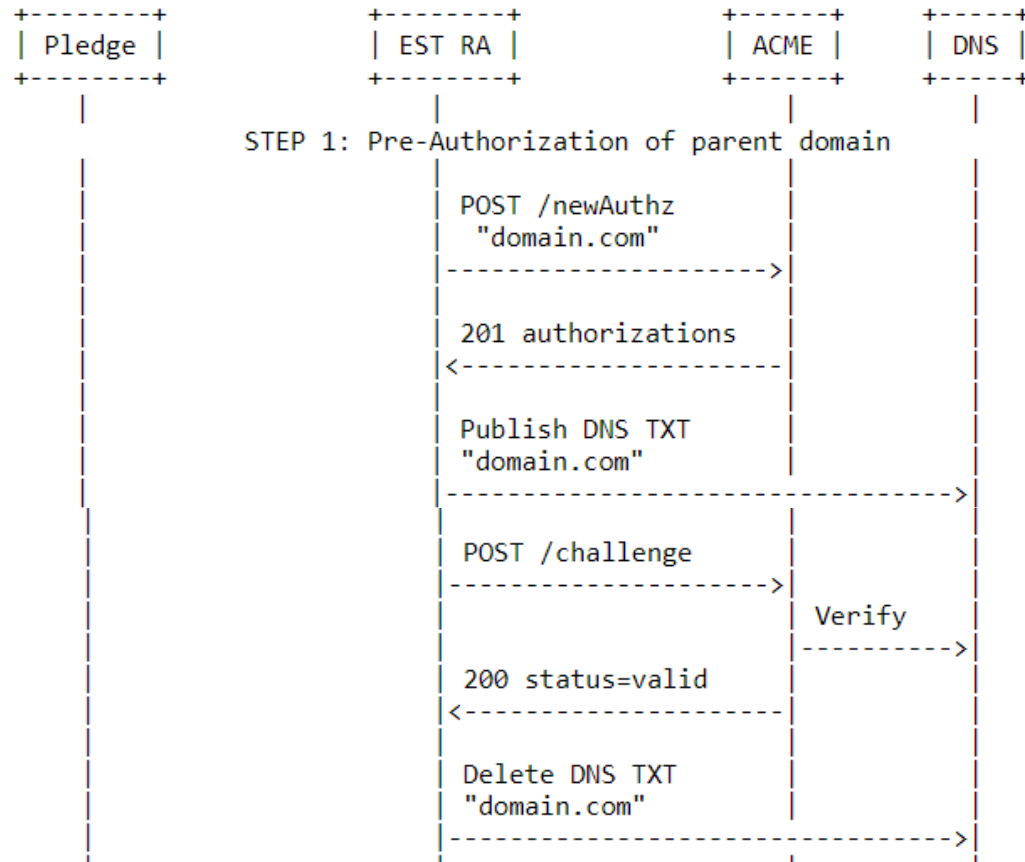 Pledge EST RA ACME DNS
STEP 1: Pre-Authorization of parent domain
POST /newAuthz
"domain.com"
201 authorizations
Publish DNS TXT
"domain.com"
POST /challenge
Verify
200 status=valid
Delete DNS TXT
"domain.com"